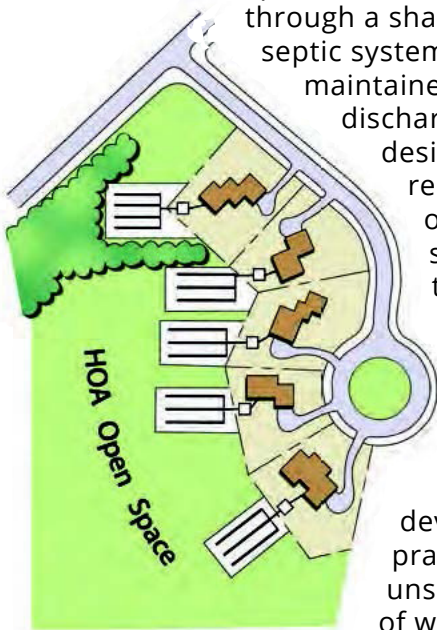 through a sha
septic system
maintaine
dischar
desi
re
o
s
t
HOA Open Space
dev
pra
uns
of w